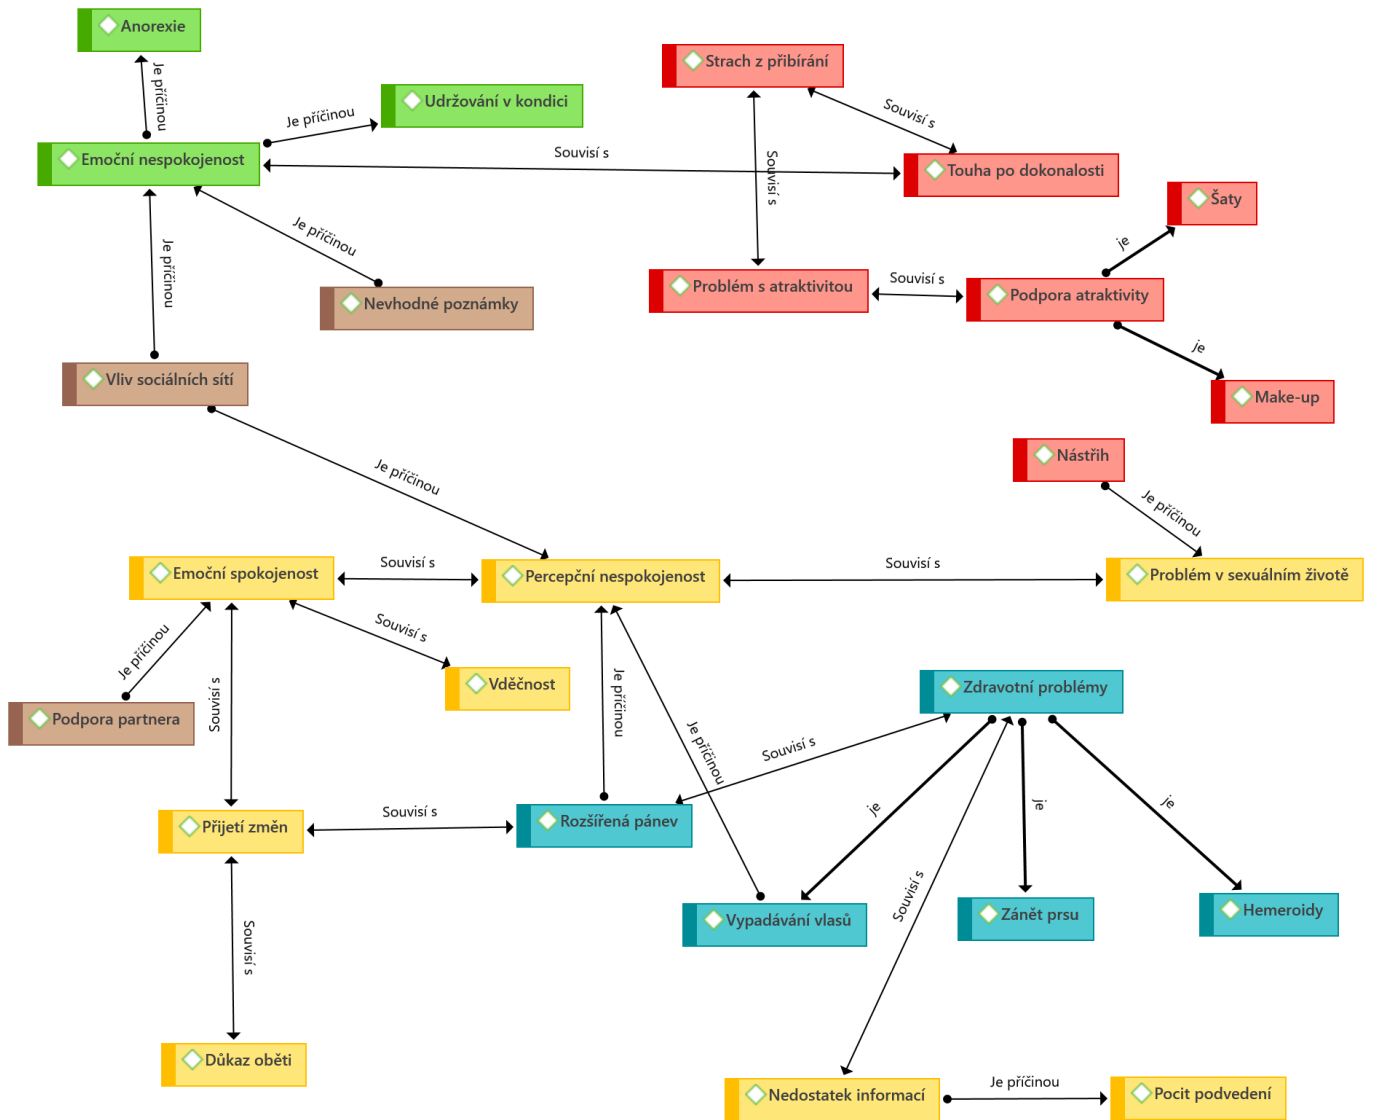 Anorexie
Je příčinou
Strach z přibírání
Udržování v kondici
Je příčinou
Souvisí s
Emoční nespokojenost
Souvisí s
Souvisí s
Touha po dokonalosti
Šaty
Je příčinou
Je příčinou
je
Problém s atraktivitou
Souvisí s
Podpora atraktivity
Nevhodné poznámky
je
Vliv sociálních sítí
Make-up
Je příčinou
Nástřih
Je příčinou
Emoční spokojenost
Souvisí s
Percepční nespokojenost
Souvisí s
Problém v sexuálním životě
Je příčinou
Souvisí s
Souvisí s
Vděčnost
Je příčinou
Zdravotní problémy
Podpora partnera
Je příčinou
Souvisí s
je
je
je
Přijetí změn
Souvisí s
Rozšířená pánev
Souvisí s
Vypadávání vlasů
Zánět prsu
Hemeroidy
Souvisí s
Důkaz oběti
Nedostatek informací
Je příčinou
Pocit podvedení